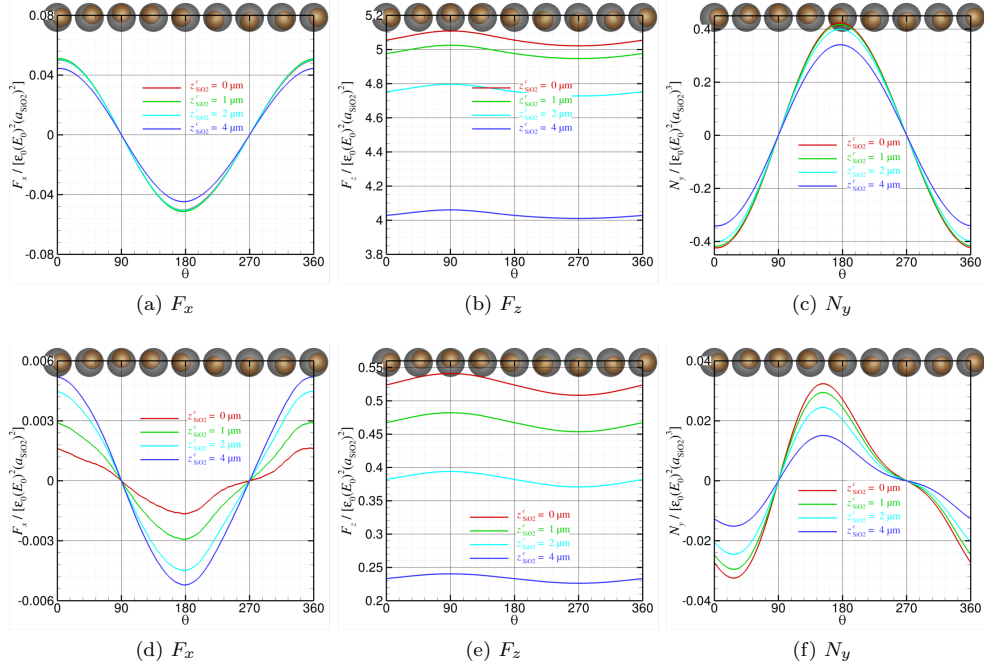 0.08
0.04
0
-0.04
-0.08
F_x / [ε_0(E_0)^2(a_SiO2)^2]
z^c_SiO2 = 0 µm
z^c_SiO2 = 1 µm
z^c_SiO2 = 2 µm
z^c_SiO2 = 4 µm
0 90 180 270 360
θ
(a) F_x
5.2
5
4.8
4.6
4.4
4.2
4
3.8
F_z / [ε_0(E_0)^2(a_SiO2)^2]
z^c_SiO2 = 0 µm
z^c_SiO2 = 1 µm
z^c_SiO2 = 2 µm
z^c_SiO2 = 4 µm
0 90 180 270 360
θ
(b) F_z
0.4
0.2
0
-0.2
-0.4
N_y / [ε_0(E_0)^2(a_SiO2)^3]
z^c_SiO2 = 0 µm
z^c_SiO2 = 1 µm
z^c_SiO2 = 2 µm
z^c_SiO2 = 4 µm
0 90 180 270 360
θ
(c) N_y
0.006
0.003
0
-0.003
-0.006
F_x / [ε_0(E_0)^2(a_SiO2)^2]
z^c_SiO2 = 0 µm
z^c_SiO2 = 1 µm
z^c_SiO2 = 2 µm
z^c_SiO2 = 4 µm
0 90 180 270 360
θ
(d) F_x
0.55
0.5
0.45
0.4
0.35
0.3
0.25
0.2
F_z / [ε_0(E_0)^2(a_SiO2)^2]
z^c_SiO2 = 0 µm
z^c_SiO2 = 1 µm
z^c_SiO2 = 2 µm
z^c_SiO2 = 4 µm
0 90 180 270 360
θ
(e) F_z
0.04
0.02
0
-0.02
-0.04
N_y / [ε_0(E_0)^2(a_SiO2)^3]
z^c_SiO2 = 0 µm
z^c_SiO2 = 1 µm
z^c_SiO2 = 2 µm
z^c_SiO2 = 4 µm
0 90 180 270 360
θ
(f) N_y